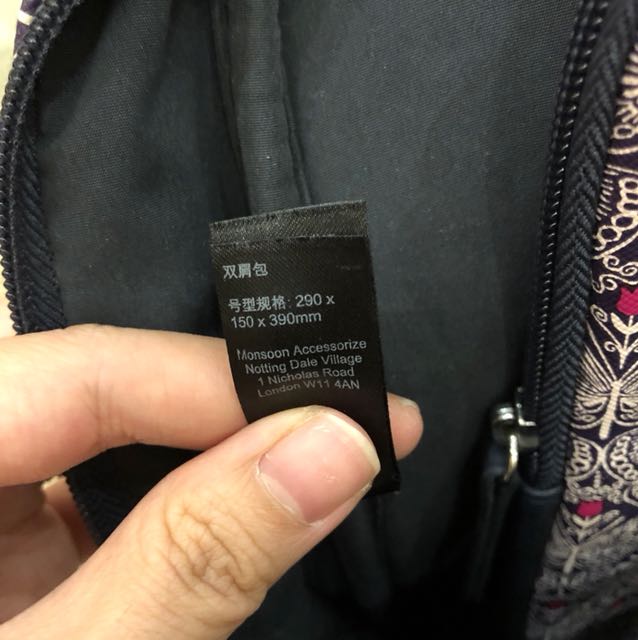 双肩包
号型规格: 290 x
150 x 390mm
Monsoon Accessorize
Notting Dale Village
1 Nicholas Road
London W11 4AN